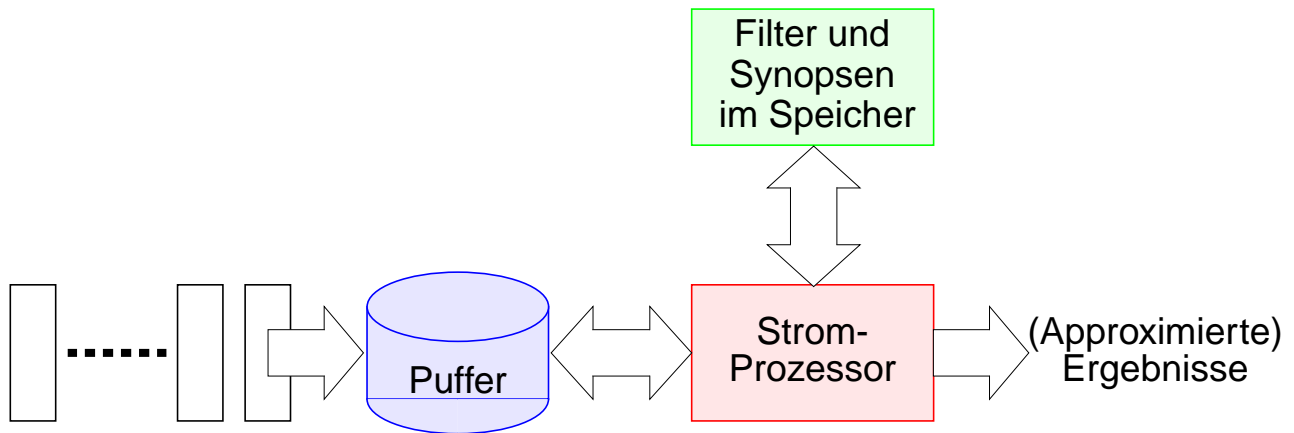 Filter und
Synopsen
im Speicher
Puffer
Strom-
Prozessor
(Approximierte)
Ergebnisse